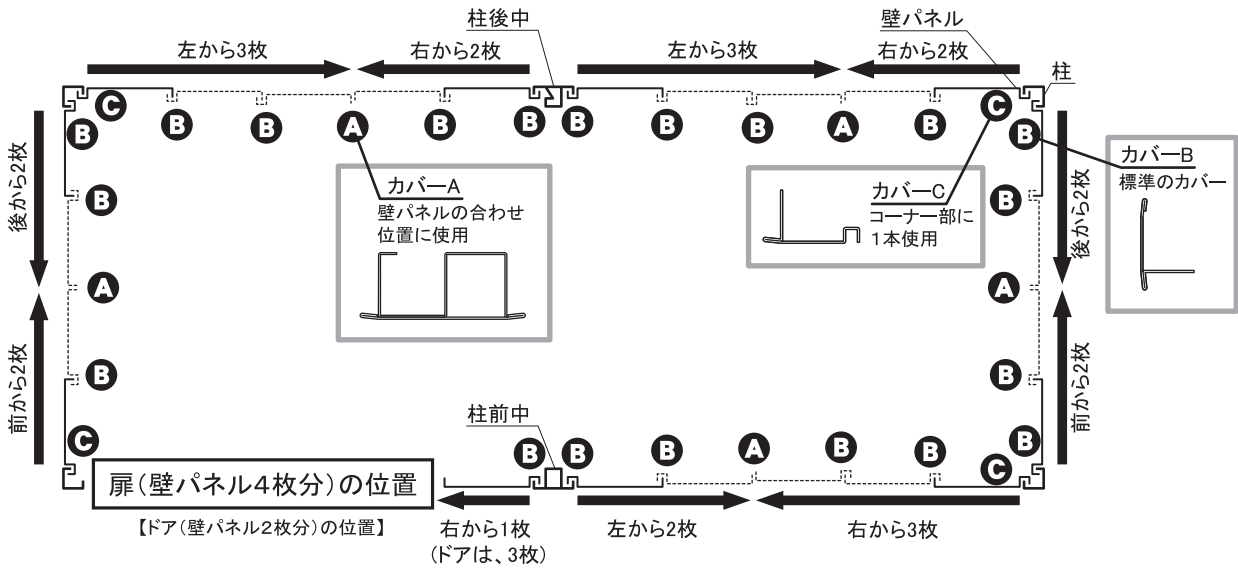 柱後中
壁パネル
左から3枚
右から2枚
左から3枚
右から2枚
柱
C
B
B
B
A
B
B
B
B
B
A
B
C
B
カバーA
壁パネルの合わせ
位置に使用
カバーC
コーナー部に
1本使用
カバーB
標準のカバー
後から2枚
B
B
後から2枚
A
A
前から2枚
B
B
前から2枚
柱前中
C
B
B
B
A
B
B
C
B
扉(壁パネル4枚分)の位置
【ドア(壁パネル2枚分)の位置】
右から1枚
(ドアは、3枚)
左から2枚
右から3枚